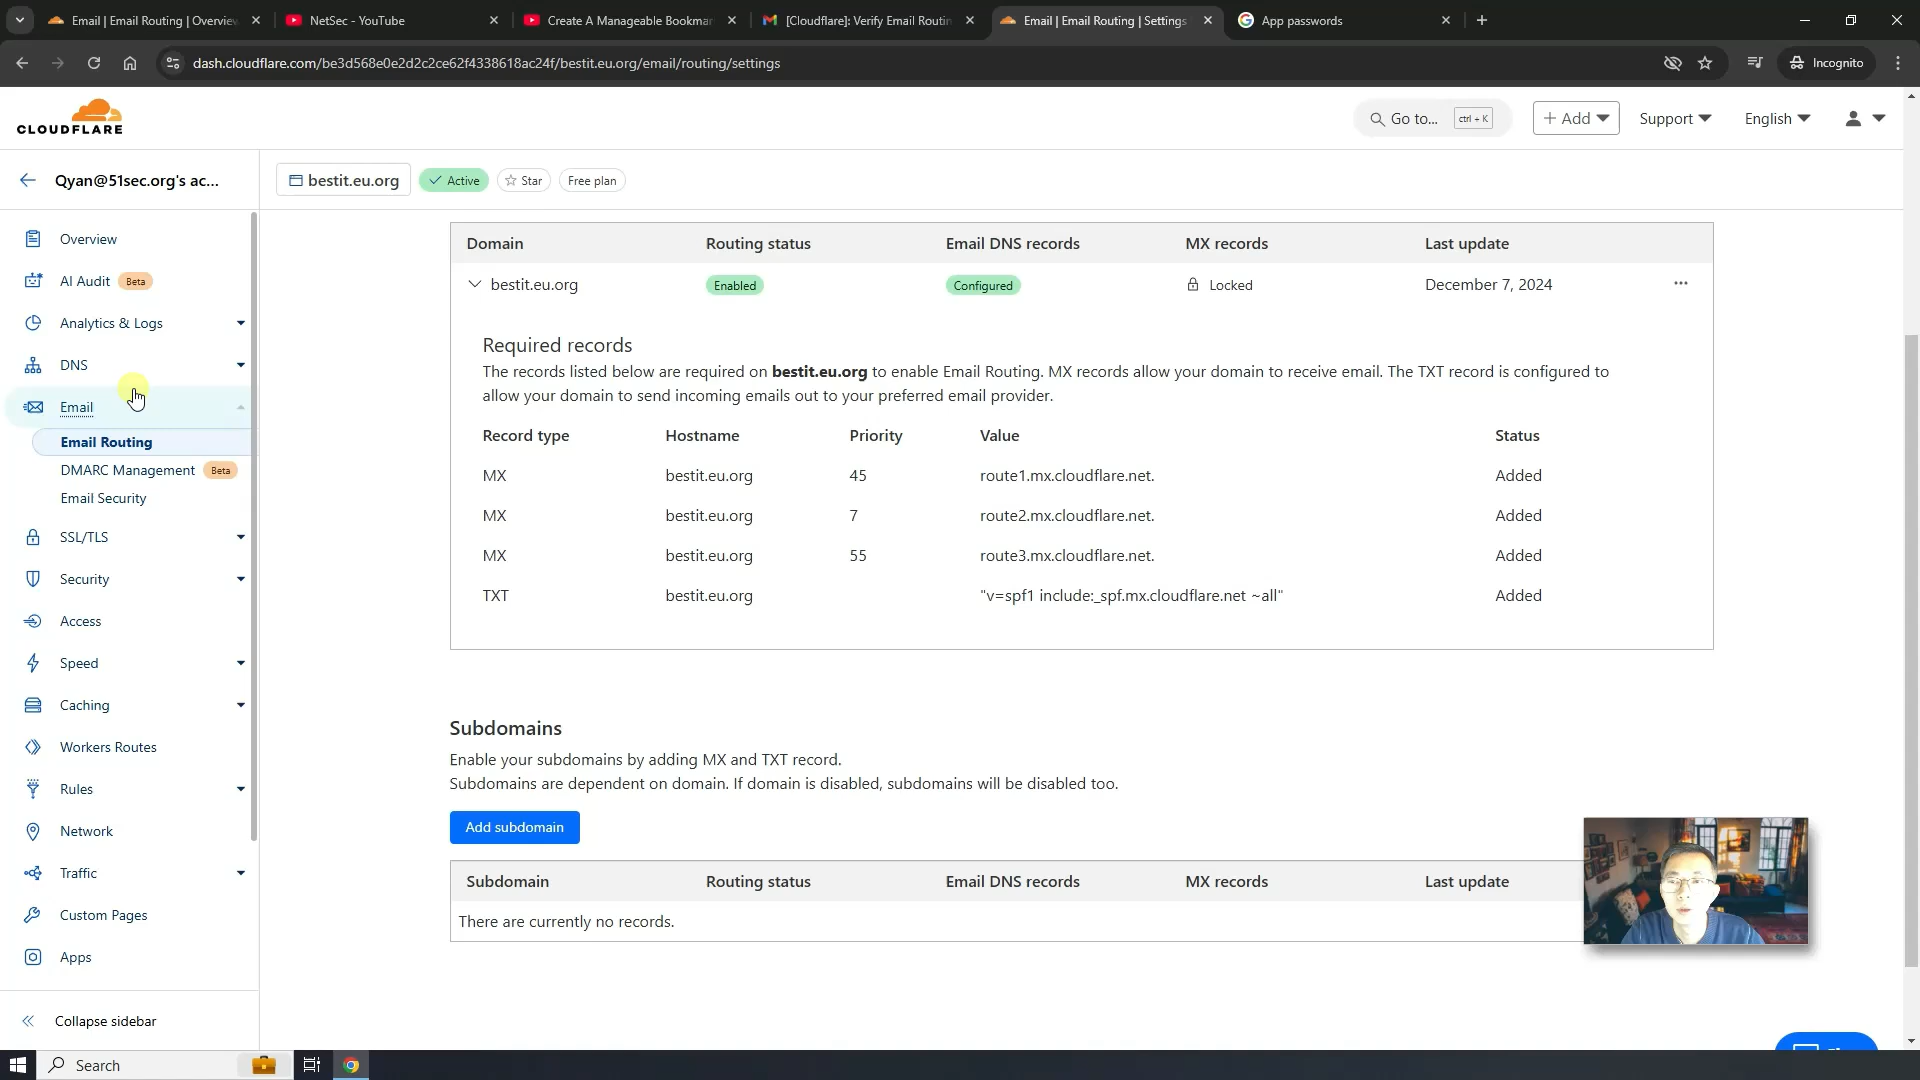 Email | Email Routing | Overview
NetSec - YouTube
Create A Manageable Bookmar
[Cloudflare]: Verify Email Routin
Email | Email Routing | Settings
App passwords
dash.cloudflare.com/be3d568e0e2d2c2ce62f4338618ac24f/bestit.eu.org/email/routing/settings
Incognito
CLOUDFLARE
Go to...
ctrl + K
+ Add
Support
English
Qyan@51sec.org's ac...
bestit.eu.org
Active
Star
Free plan
Overview
AI Audit Beta
Analytics & Logs
DNS
Email
Email Routing
DMARC Management Beta
Email Security
SSL/TLS
Security
Access
Speed
Caching
Workers Routes
Rules
Network
Traffic
Custom Pages
Apps
Collapse sidebar
Domain Routing status Email DNS records MX records Last update
bestit.eu.org Enabled Configured Locked December 7, 2024 ...
Required records
The records listed below are required on bestit.eu.org to enable Email Routing. MX records allow your domain to receive email. The TXT record is configured to
allow your domain to send incoming emails out to your preferred email provider.
Record type Hostname Priority Value Status
MX bestit.eu.org 45 route1.mx.cloudflare.net. Added
MX bestit.eu.org 7 route2.mx.cloudflare.net. Added
MX bestit.eu.org 55 route3.mx.cloudflare.net. Added
TXT bestit.eu.org "v=spf1 include:_spf.mx.cloudflare.net ~all" Added
Subdomains
Enable your subdomains by adding MX and TXT record.
Subdomains are dependent on domain. If domain is disabled, subdomains will be disabled too.
Add subdomain
Subdomain Routing status Email DNS records MX records Last update
There are currently no records.
Search